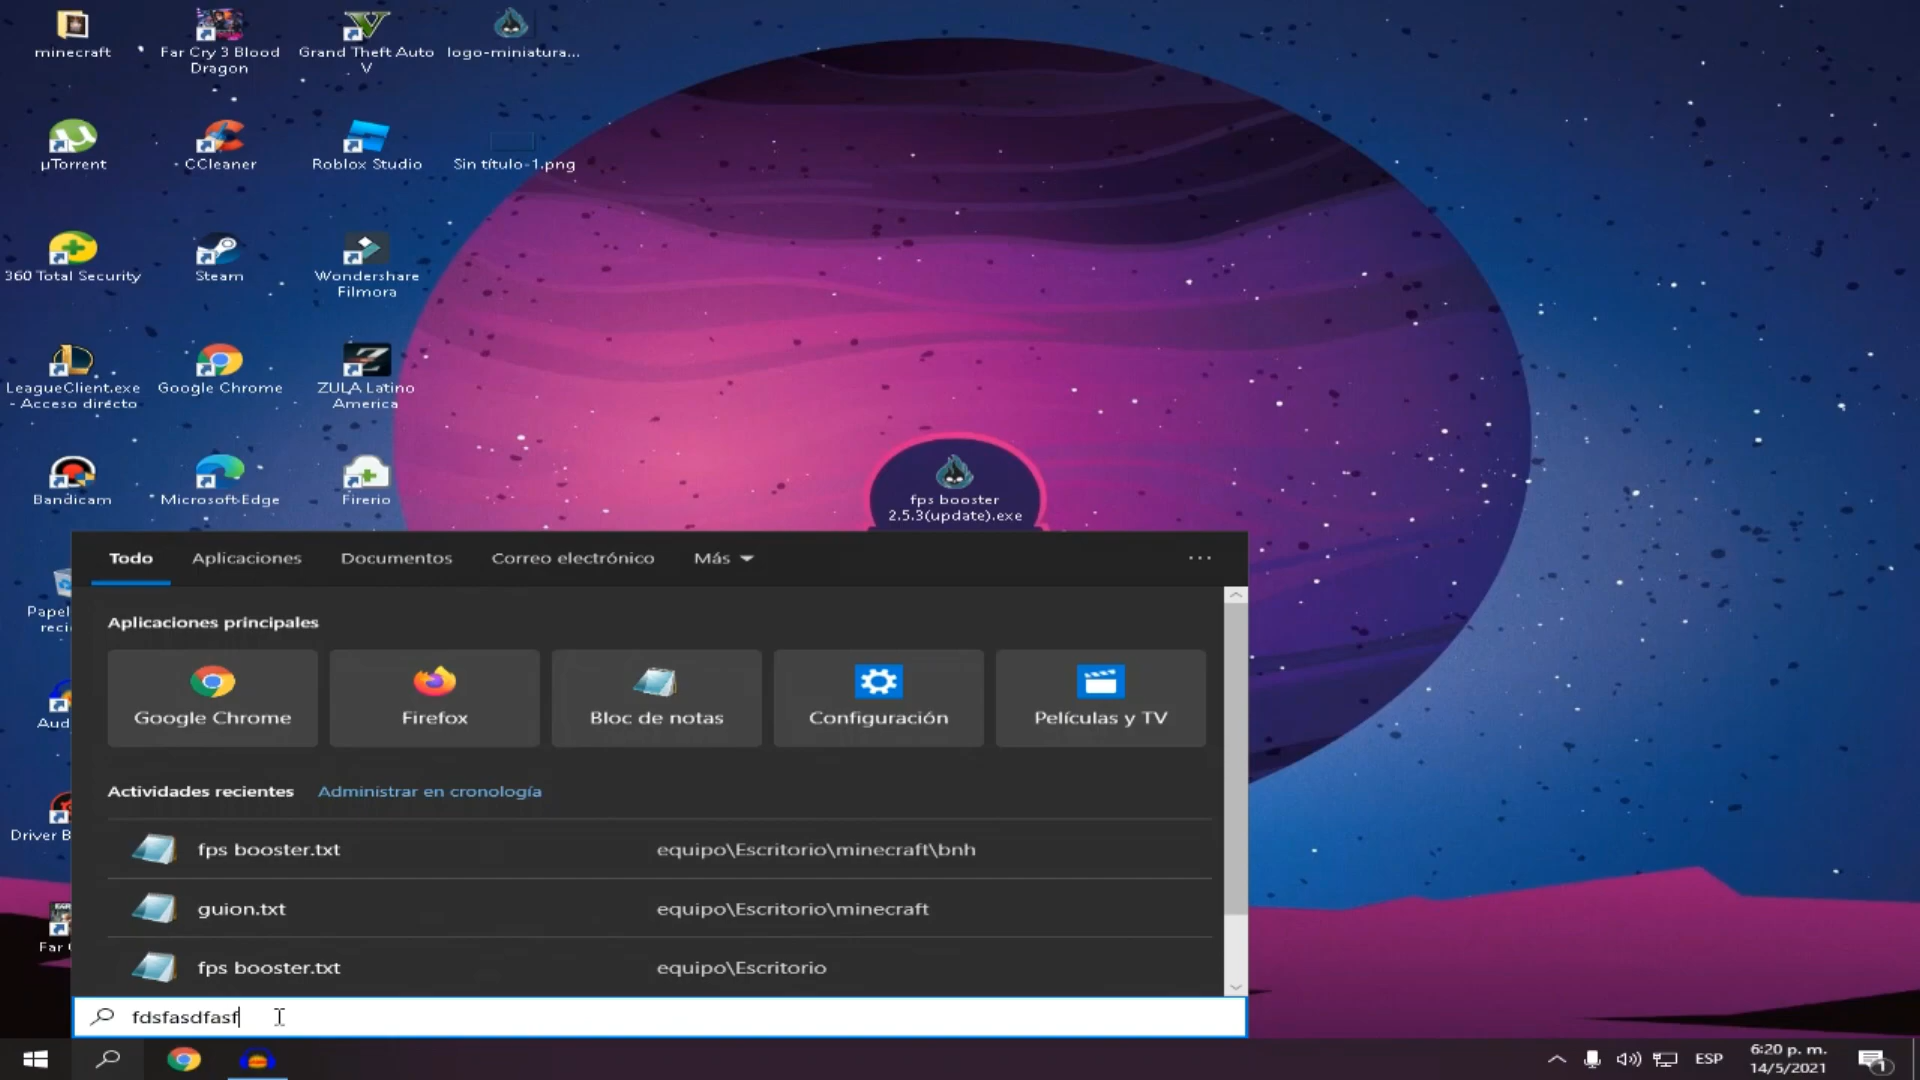 minecraft
Far Cry 3 Blood
Dragon
Grand Theft Auto
V
logo-miniatura...
µTorrent
CCleaner
Roblox Studio
Sin título-1.png
360 Total Security
Steam
Wondershare
Filmora
LeagueClient.exe
- Acceso directo
Google Chrome
ZULA Latino
America
Bandicam
Microsoft Edge
Firerio
fps booster
2.5.3(update).exe
Papel
reci
Aud
Driver B
Far
Todo
Aplicaciones
Documentos
Correo electrónico
Más
...
Aplicaciones principales
Google Chrome
Firefox
Bloc de notas
Configuración
Películas y TV
Actividades recientes
Administrar en cronología
fps booster.txt
equipo\Escritorio\minecraft\bnh
guion.txt
equipo\Escritorio\minecraft
fps booster.txt
equipo\Escritorio
fdsfasdfasf
ESP
6:20 p. m.
14/5/2021
1